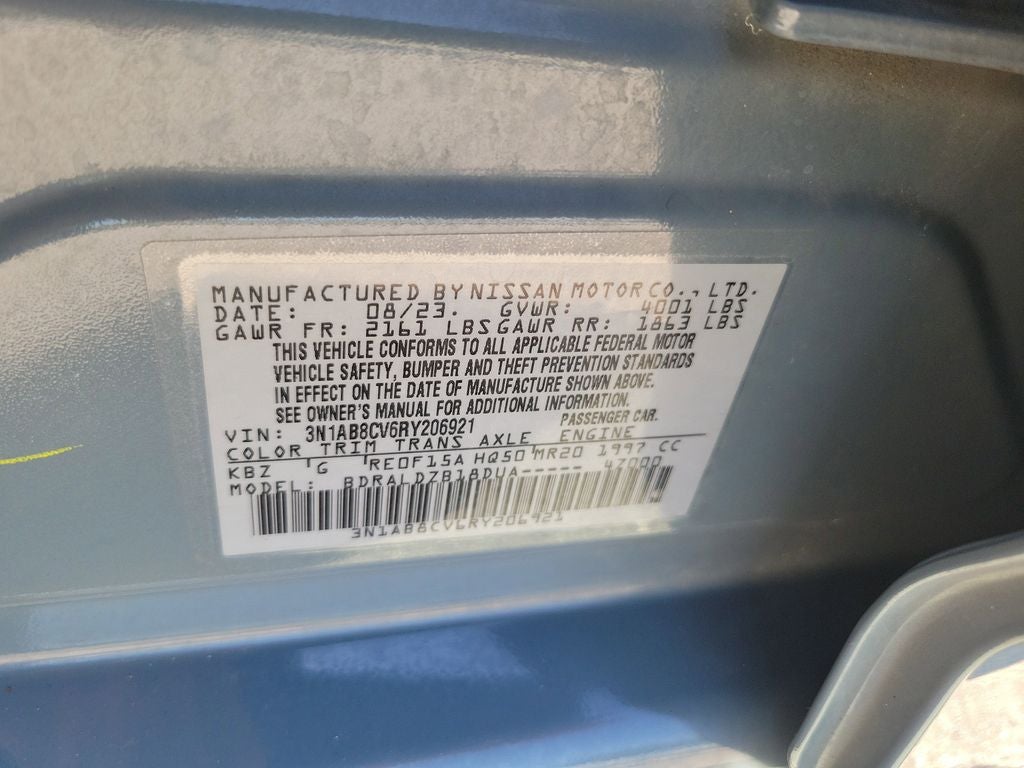 MANUFACTURED BY NISSAN MOTOR CO., LTD.
DATE: 08/23. GVWR: 4001 LBS
GAWR FR: 2161 LBS GAWR RR: 1863 LBS
THIS VEHICLE CONFORMS TO ALL APPLICABLE FEDERAL MOTOR
VEHICLE SAFETY, BUMPER AND THEFT PREVENTION STANDARDS
IN EFFECT ON THE DATE OF MANUFACTURE SHOWN ABOVE.
SEE OWNER'S MANUAL FOR ADDITIONAL INFORMATION.
VIN: 3N1AB8CV6RY206921 PASSENGER CAR.
COLOR TRIM TRANS AXLE ENGINE
KBZ G RE0F15A HQ50 MR20 1997 CC
MODEL: BDRALDZB18DUA----- 47000
3N1AB8CV6RY206921